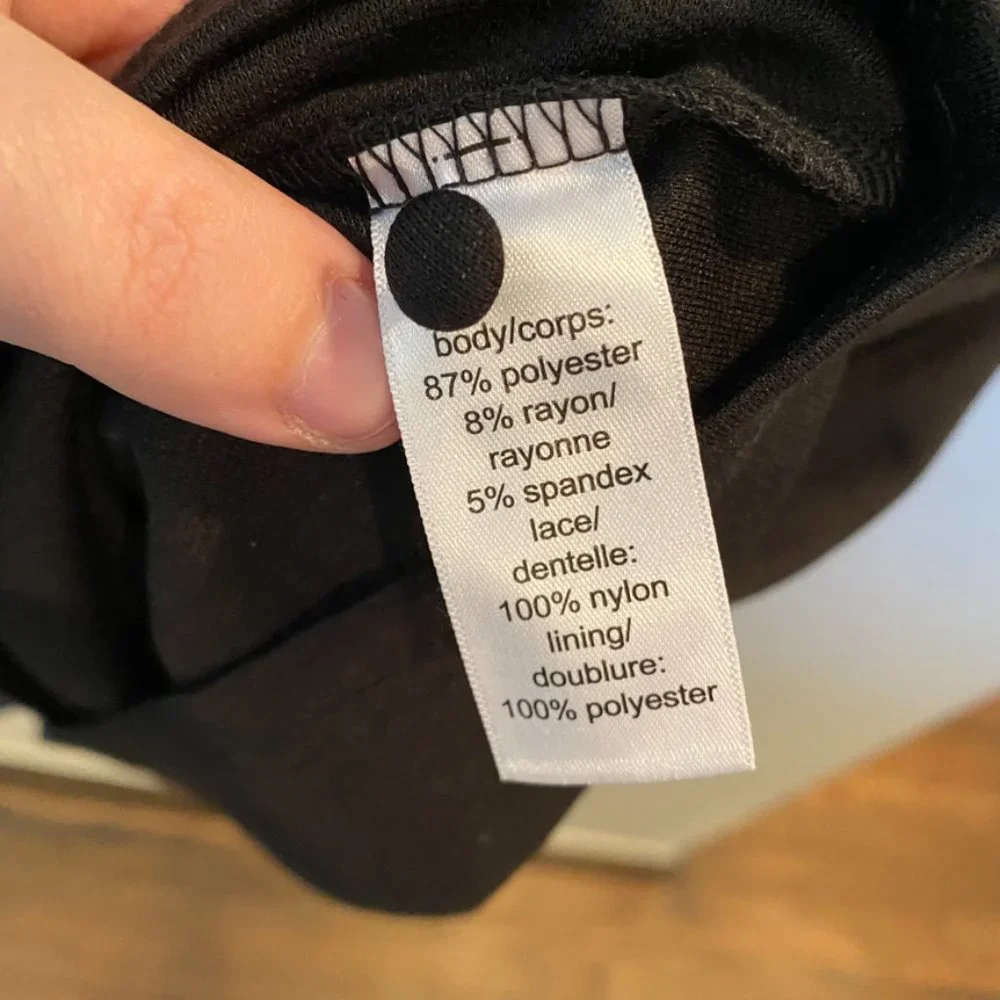 body/corps:
87% polyester
8% rayon/
rayonne
5% spandex
lace/
dentelle:
100% nylon
lining/
doublure:
100% polyester